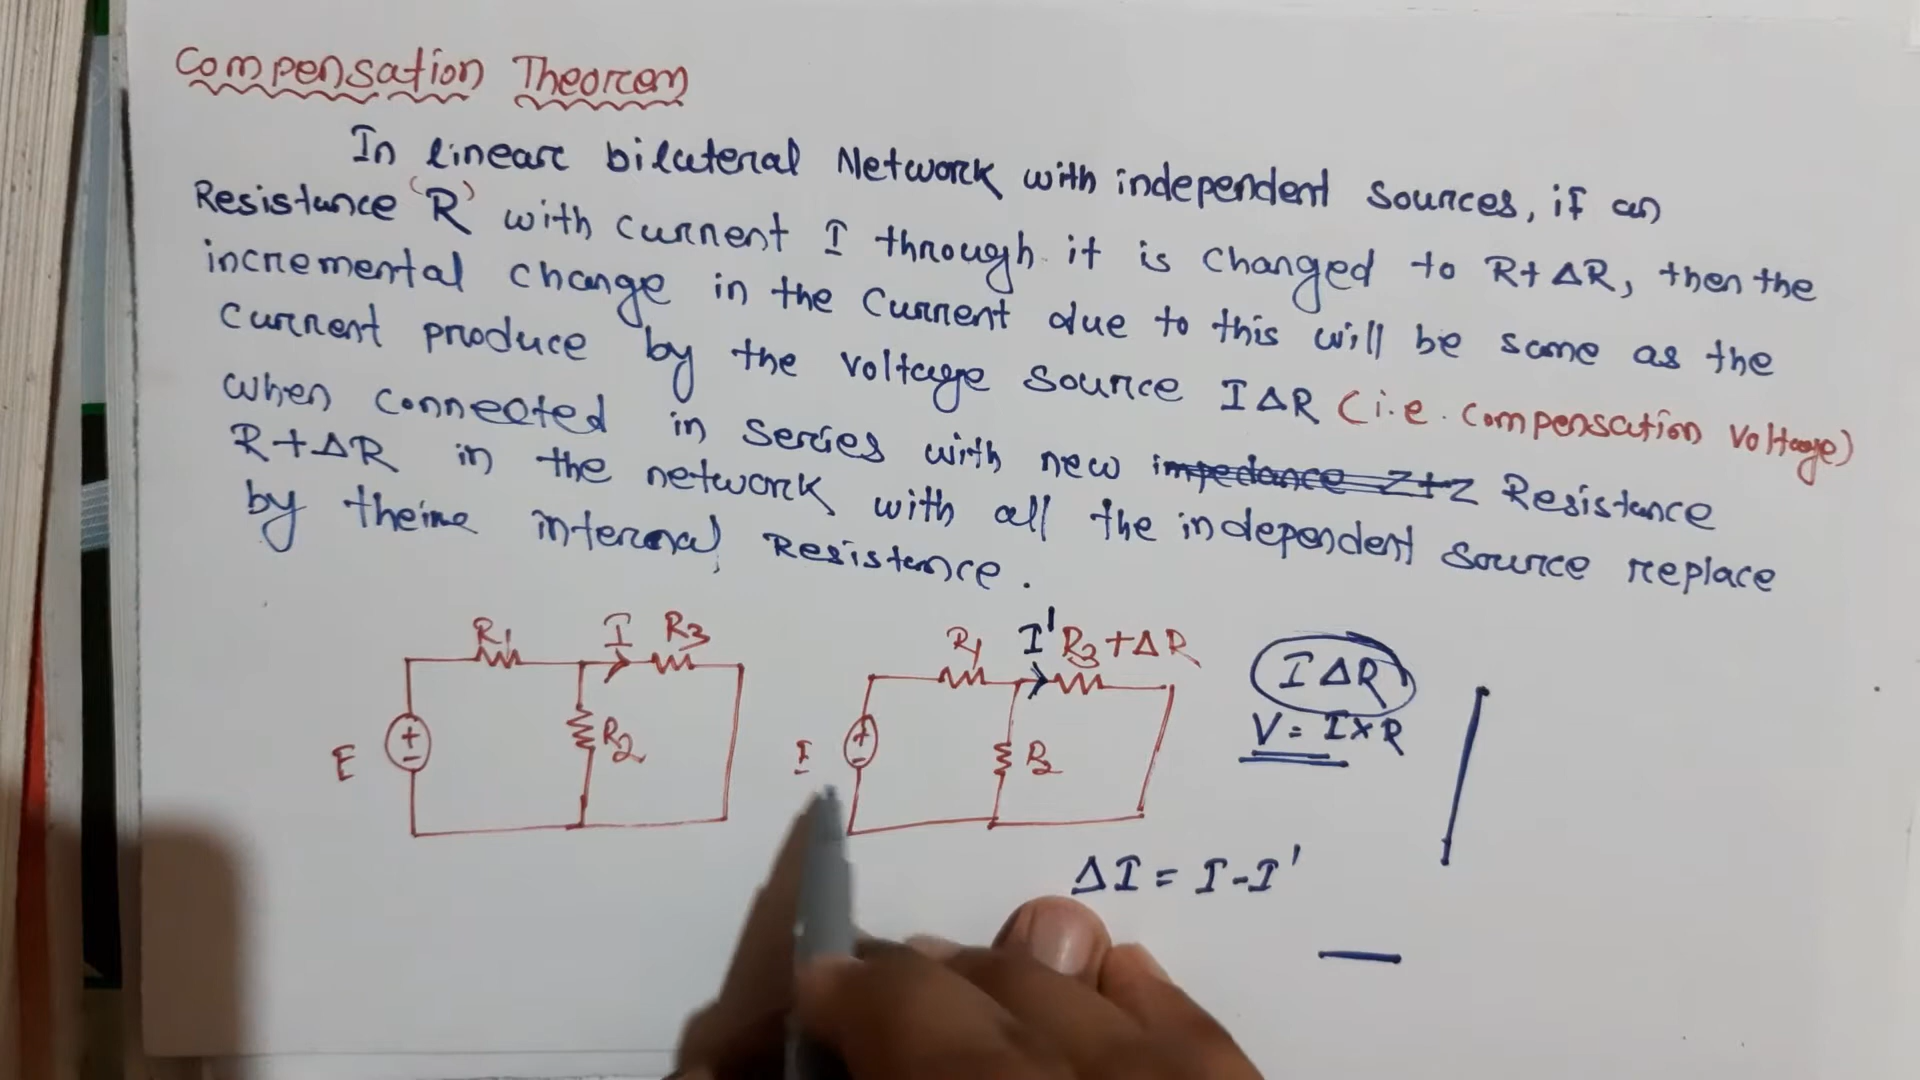 Compensation Theorem
In linear bilateral Network with independent sources, if an
Resistance 'R' with current I through it is changed to R+ΔR, then the
incremental change in the current due to this will be same as the
current produce by the voltage source IΔR (i.e. compensation voltage)
when connected in series with new impedance Z+Z Resistance
R+ΔR in the network with all the independent source replace
by their internal Resistance.
R1 I R3
E R2
R1 I' R3+ΔR
R2
IΔR
V = I×R
ΔI = I-I'